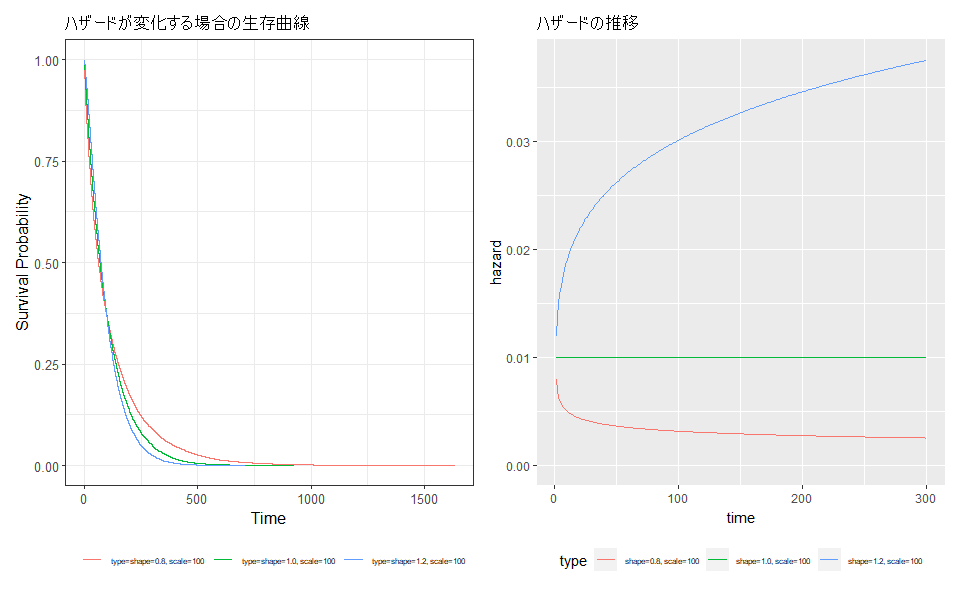 ハザードが変化する場合の生存曲線
Survival Probability
1.00
0.75
0.50
0.25
0.00
0
500
1000
1500
Time
type=shape=0.8, scale=100
type=shape=1.0, scale=100
type=shape=1.2, scale=100
ハザードの推移
hazard
0.03
0.02
0.01
0.00
0
100
200
300
time
type
shape=0.8, scale=100
shape=1.0, scale=100
shape=1.2, scale=100